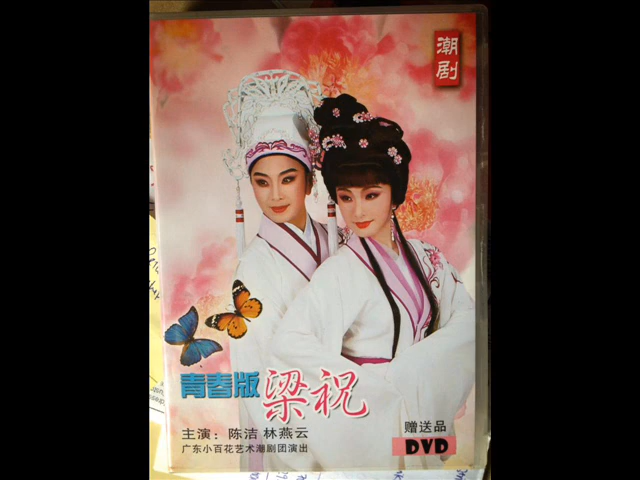 潮
剧
青春版 梁祝
主演：陈洁 林燕云
广东小百花艺术潮剧团演出
赠送品
DVD